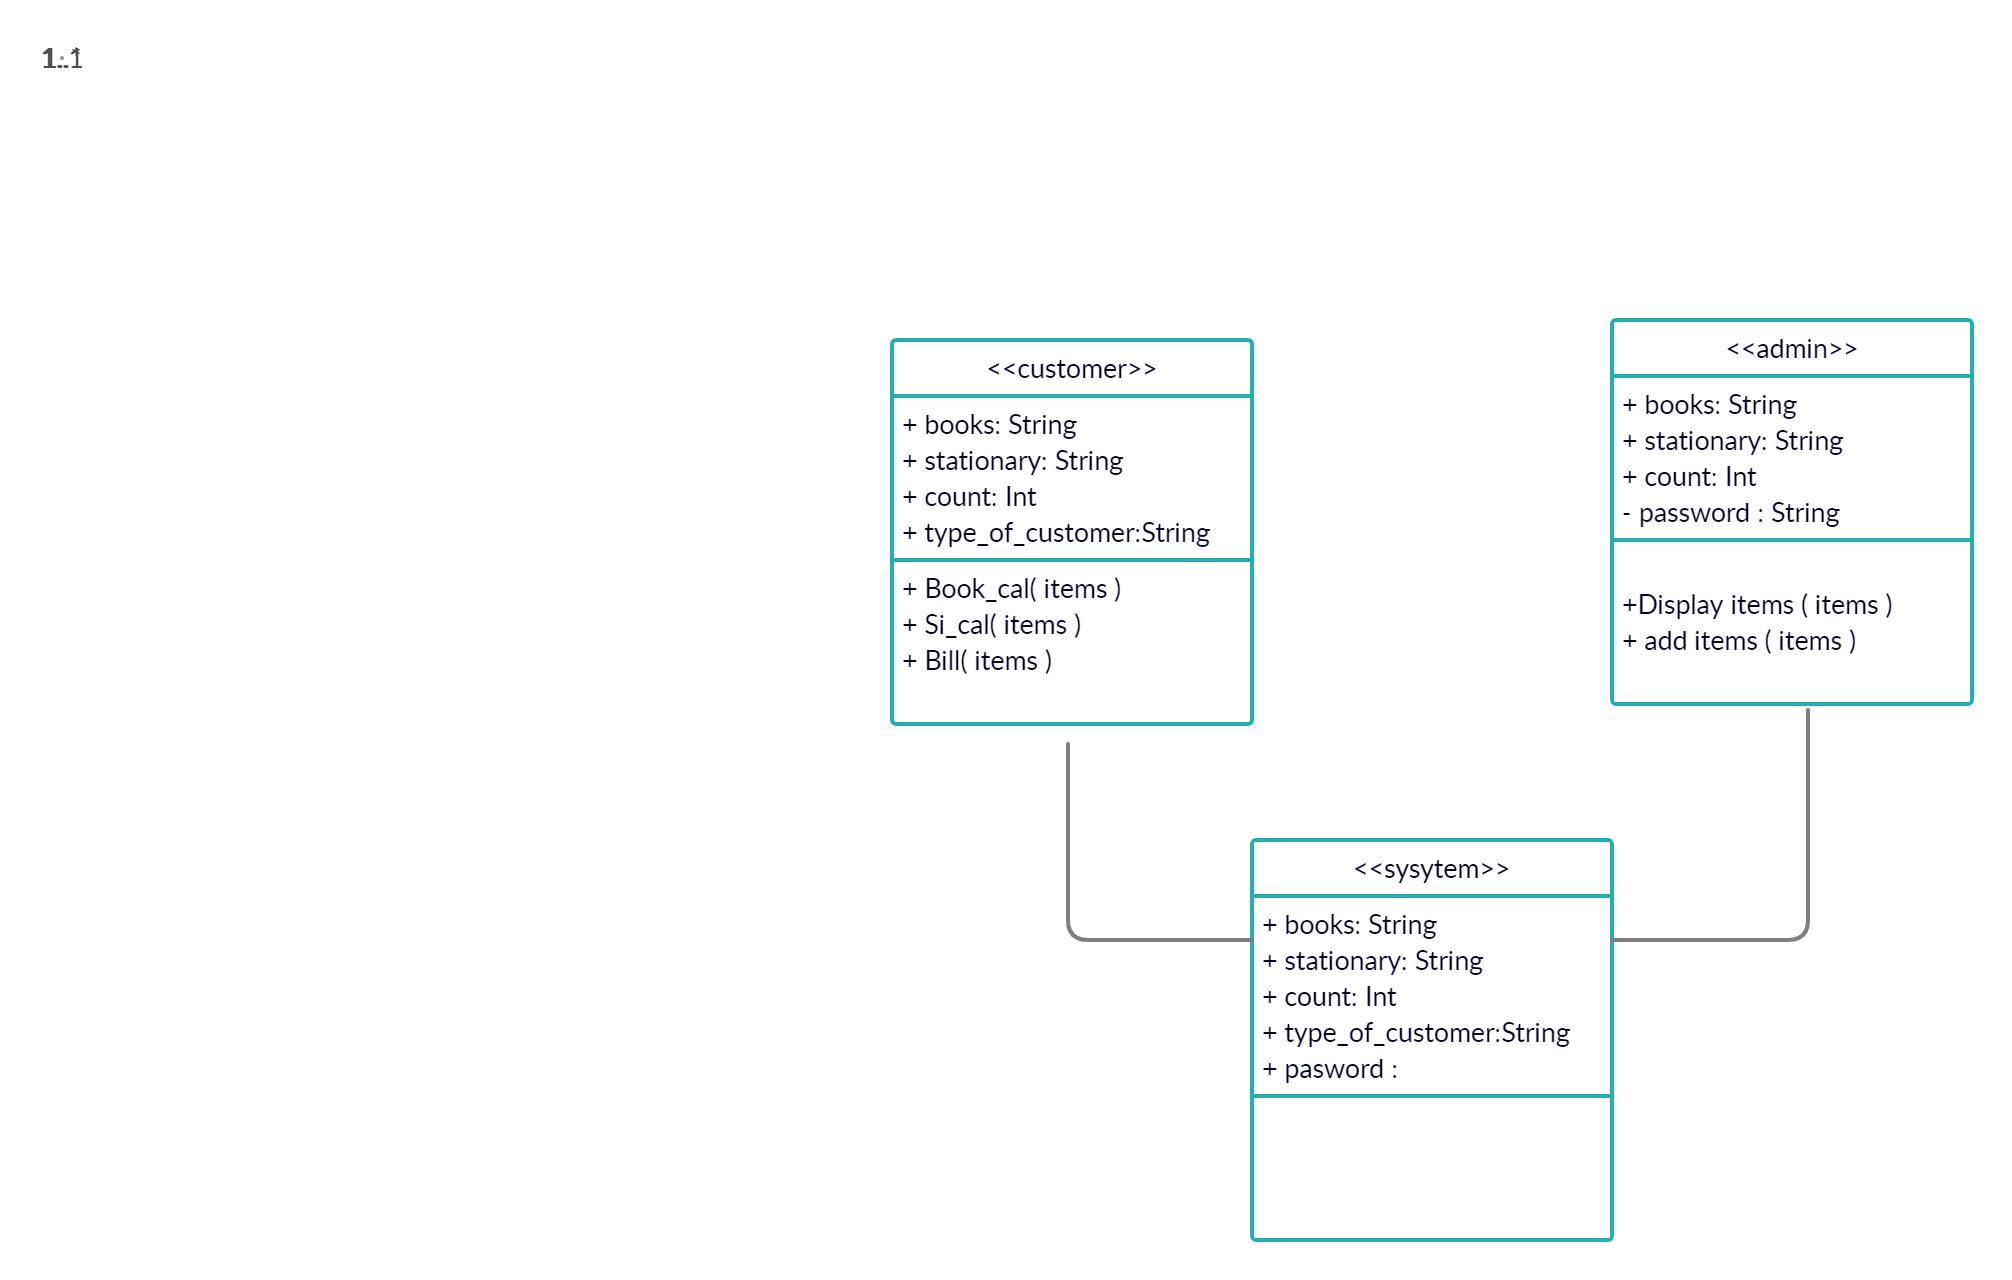 <<customer>>
+ books: String
+ stationary: String
+ count: Int
+ type_of_customer:String
+ Book_cal( items )
+ Si_cal( items )
+ Bill( items )
<<admin>>
+ books: String
+ stationary: String
+ count: Int
- password : String
+Display items ( items )
+ add items ( items )
<<sysytem>>
+ books: String
+ stationary: String
+ count: Int
+ type_of_customer:String
+ pasword :